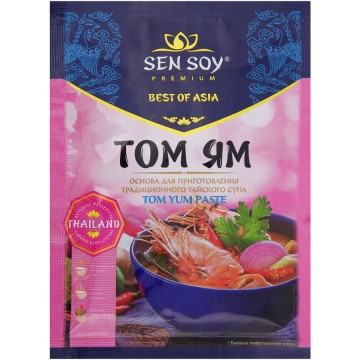 SEN SOY®
PREMIUM
BEST OF ASIA
ТОМ ЯМ
ОСНОВА ДЛЯ ПРИГОТОВЛЕНИЯ
ТРАДИЦИОННОГО ТАЙСКОГО СУПА
TOM YUM PASTE
THAILAND